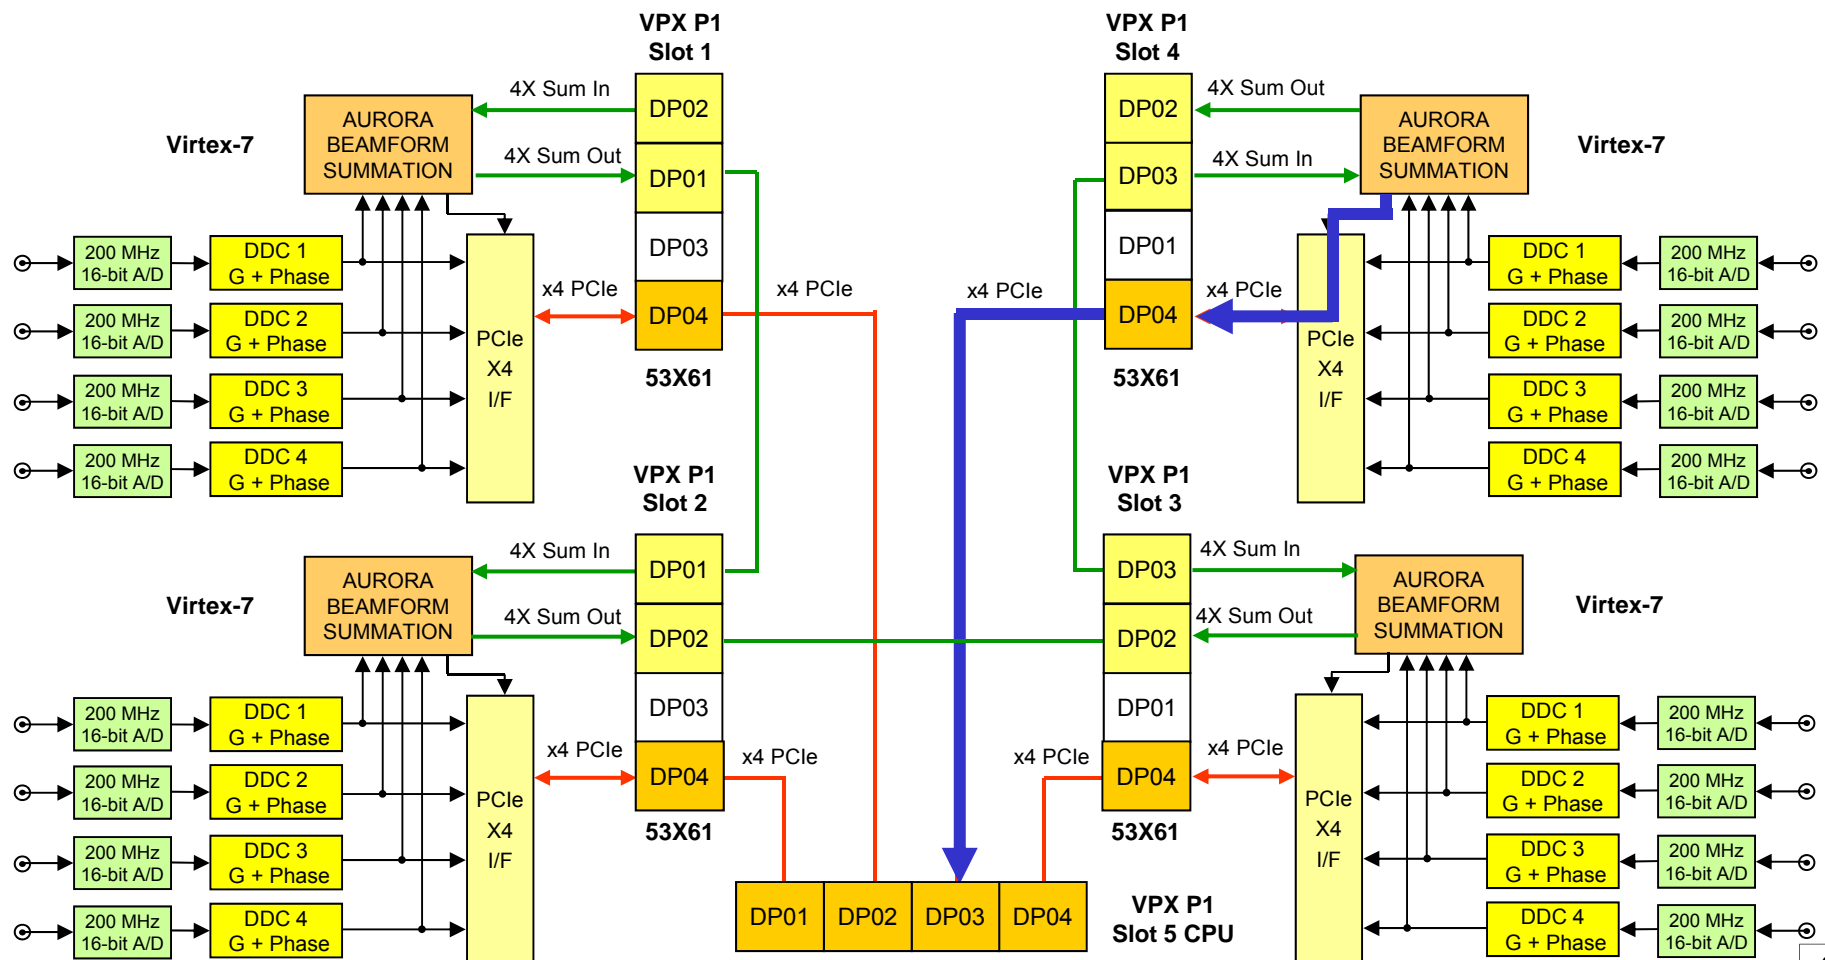 VPX P1
Slot 1
4X Sum In
DP02
AURORA
BEAMFORM
SUMMATION
Virtex-7
4X Sum Out
DP01
DP03
200 MHz
16-bit A/D
DDC 1
G + Phase
x4 PCIe
DP04
x4 PCIe
200 MHz
16-bit A/D
DDC 2
G + Phase
PCIe
X4
I/F
53X61
200 MHz
16-bit A/D
DDC 3
G + Phase
200 MHz
16-bit A/D
DDC 4
G + Phase
VPX P1
Slot 4
DP02
4X Sum Out
AURORA
BEAMFORM
SUMMATION
Virtex-7
DP03
4X Sum In
DP01
DDC 1
G + Phase
200 MHz
16-bit A/D
x4 PCIe
DP04
x4 PCIe
DDC 2
G + Phase
200 MHz
16-bit A/D
PCIe
X4
I/F
53X61
DDC 3
G + Phase
200 MHz
16-bit A/D
DDC 4
G + Phase
200 MHz
16-bit A/D
VPX P1
Slot 2
4X Sum In
DP01
AURORA
BEAMFORM
SUMMATION
Virtex-7
4X Sum Out
DP02
DP03
200 MHz
16-bit A/D
DDC 1
G + Phase
x4 PCIe
DP04
x4 PCIe
200 MHz
16-bit A/D
DDC 2
G + Phase
PCIe
X4
I/F
53X61
200 MHz
16-bit A/D
DDC 3
G + Phase
200 MHz
16-bit A/D
DDC 4
G + Phase
VPX P1
Slot 3
DP03
4X Sum In
AURORA
BEAMFORM
SUMMATION
Virtex-7
DP02
4X Sum Out
DP01
DDC 1
G + Phase
200 MHz
16-bit A/D
x4 PCIe
DP04
x4 PCIe
DDC 2
G + Phase
200 MHz
16-bit A/D
PCIe
X4
I/F
53X61
DDC 3
G + Phase
200 MHz
16-bit A/D
DDC 4
G + Phase
200 MHz
16-bit A/D
DP01
DP02
DP03
DP04
VPX P1
Slot 5 CPU